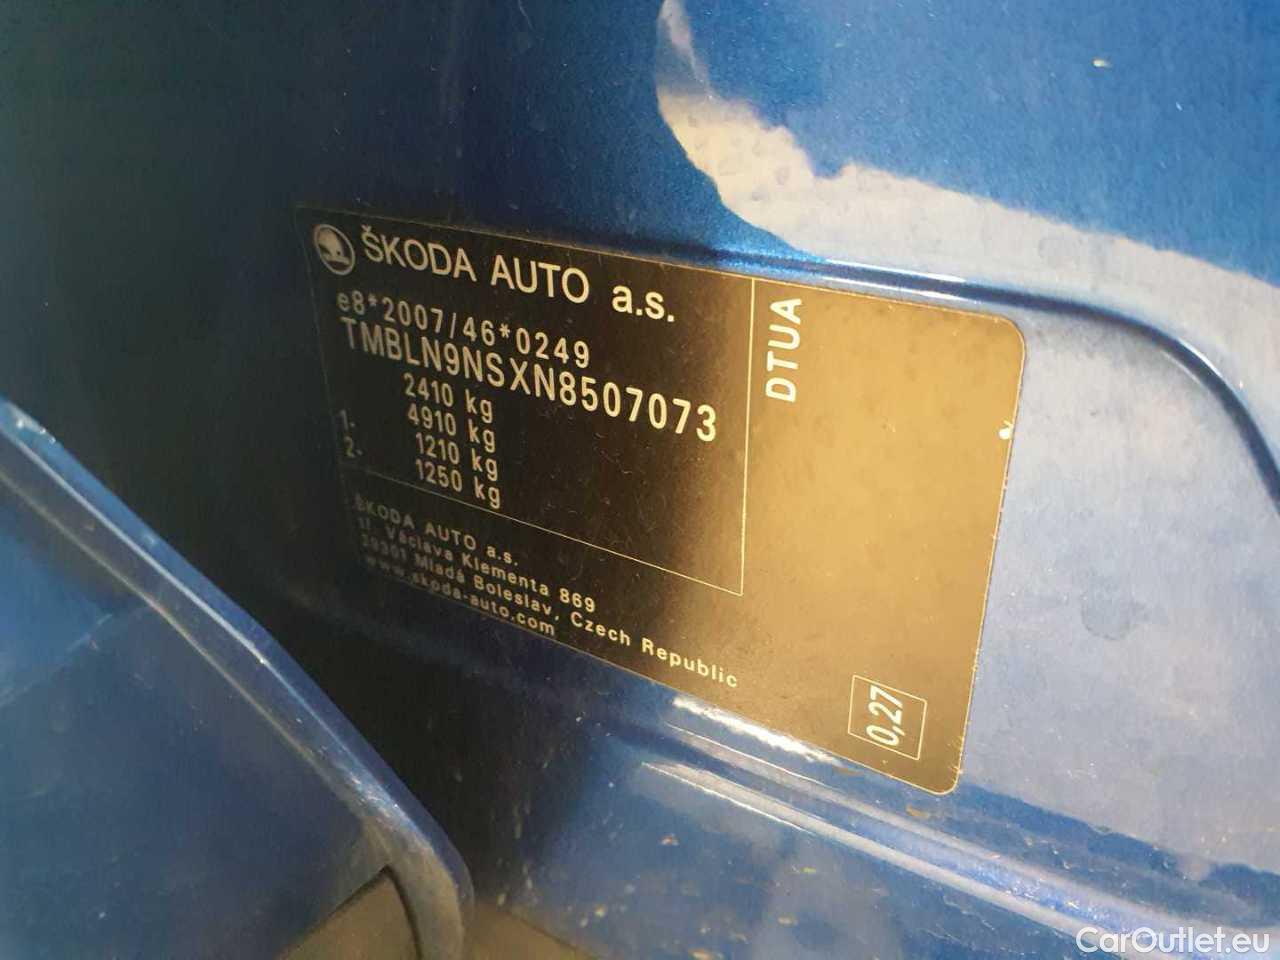 ŠKODA AUTO a.s.
e8*2007/46*0249
TMBLN9NSXN8507073
2410 kg
4910 kg
1. 1210 kg
2. 1250 kg
ŠKODA AUTO a.s.
tř. Václava Klementa 869
29301 Mladá Boleslav, Czech Republic
www.skoda-auto.com
DTUA
0,27
CarOutlet.eu